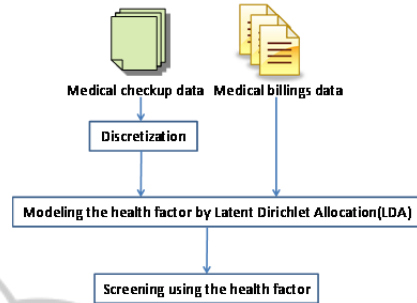 Medical checkup data Medical billings data
Discretization
Modeling the health factor by Latent Dirichlet Allocation(LDA)
Screening using the health factor